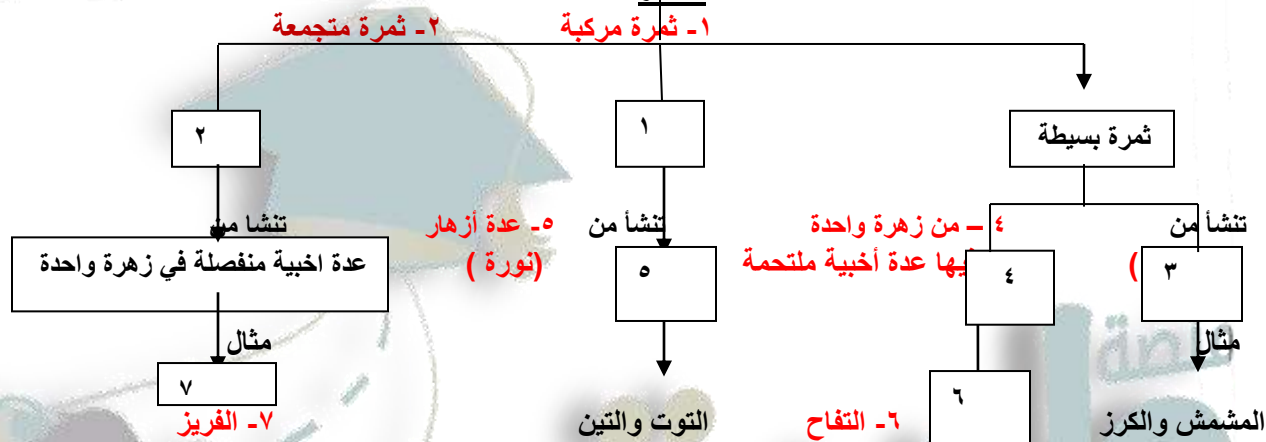 ١- ثمرة مركبة
٢- ثمرة متجمعة
ثمرة بسيطة
١
٢
تنشأ من
٤ – من زهرة واحدة
عدة أخبية ملتحمة
تنشأ من
٥- عدة أزهار
(نورة )
تنشا من
٣
)
٤
٥
عدة اخبية منفصلة في زهرة واحدة
مثال
مثال
٦
٧
المشمش والكرز
٦- التفاح
التوت والتين
٧- الفريز
منصة